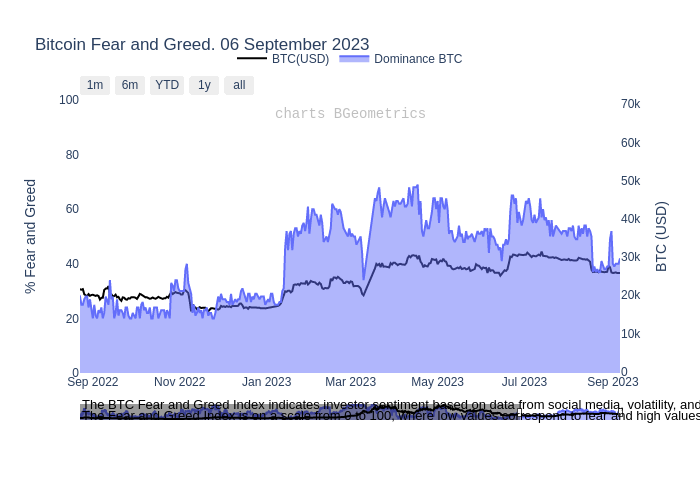 Bitcoin Fear and Greed. 06 September 2023
BTC(USD) Dominance BTC
1m 6m YTD 1y all
charts BGeometrics
% Fear and Greed
100
80
60
40
20
0
70k
60k
50k
40k
30k
20k
10k
0
BTC (USD)
Sep 2022 Nov 2022 Jan 2023 Mar 2023 May 2023 Jul 2023 Sep 2023
The BTC Fear and Greed Index indicates investor sentiment based on data from social media, volatility, and
The Fear and Greed Index is on a scale from 0 to 100, where low values correspond to fear and high values